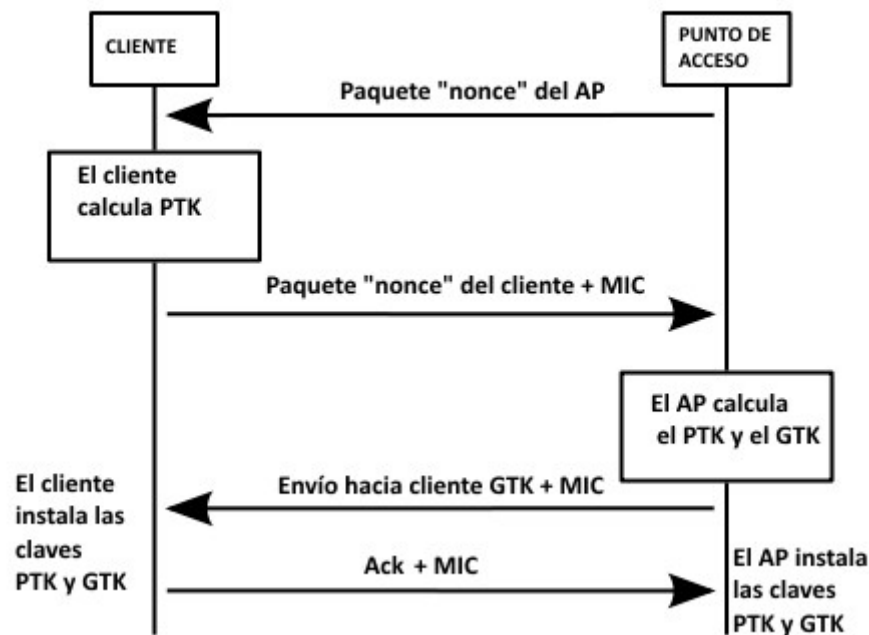 CLIENTE
PUNTO DE
ACCESO
Paquete "nonce" del AP
El cliente
calcula PTK
Paquete "nonce" del cliente + MIC
El AP calcula
el PTK y el GTK
Envío hacia cliente GTK + MIC
El cliente
instala las
claves
PTK y GTK
Ack + MIC
El AP instala
las claves
PTK y GTK